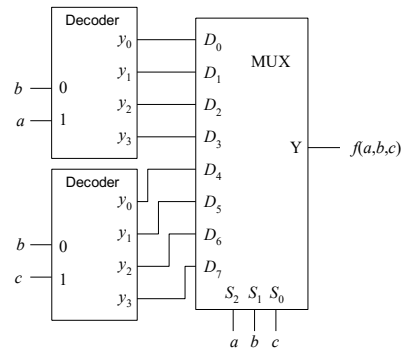 Decoder
y0
y1
y2
y3
b 0
a 1
Decoder
y0
y1
y2
y3
b 0
c 1
D0
D1
D2
D3
D4
D5
D6
D7
MUX
Y f(a,b,c)
S2 S1 S0
a b c